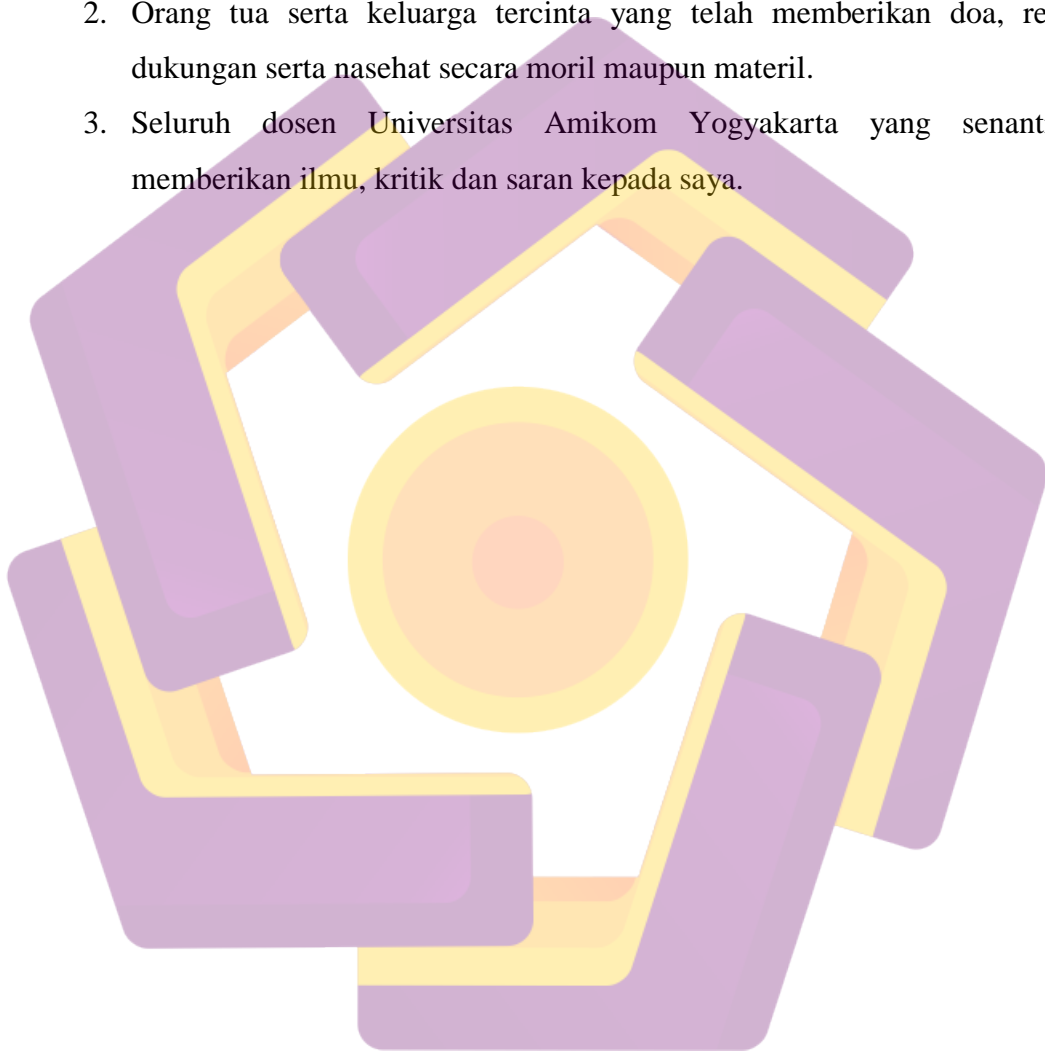 2. Orang tua serta keluarga tercinta yang telah memberikan doa,
dukungan serta nasehat secara moril maupun materil.
3. Seluruh dosen Universitas Amikom Yogyakarta yang
memberikan ilmu, kritik dan saran kepada saya.